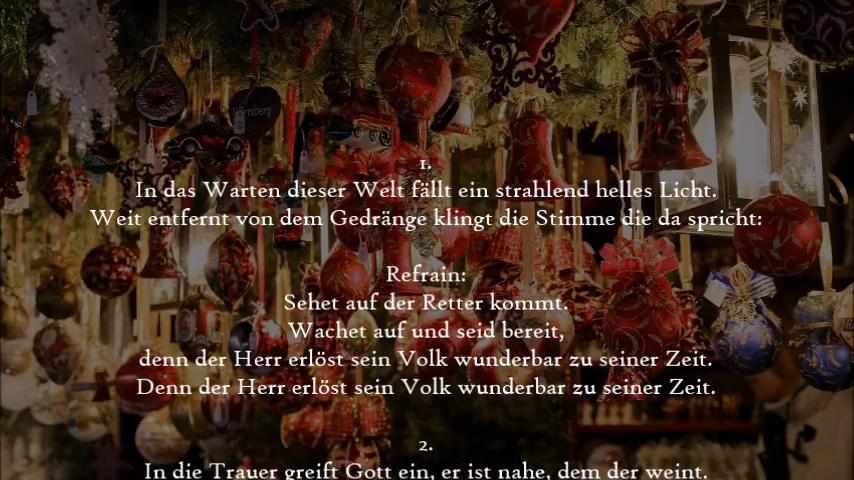 Nürnberg
1.
In das Warten dieser Welt fällt ein strahlend helles Licht.
Weit entfernt von dem Gedränge klingt die Stimme die da spricht:
Refrain:
Sehet auf der Retter kommt.
Wachet auf und seid bereit,
denn der Herr erlöst sein Volk wunderbar zu seiner Zeit.
Denn der Herr erlöst sein Volk wunderbar zu seiner Zeit.
2.
In die Trauer greift Gott ein, er ist nahe, dem der weint.